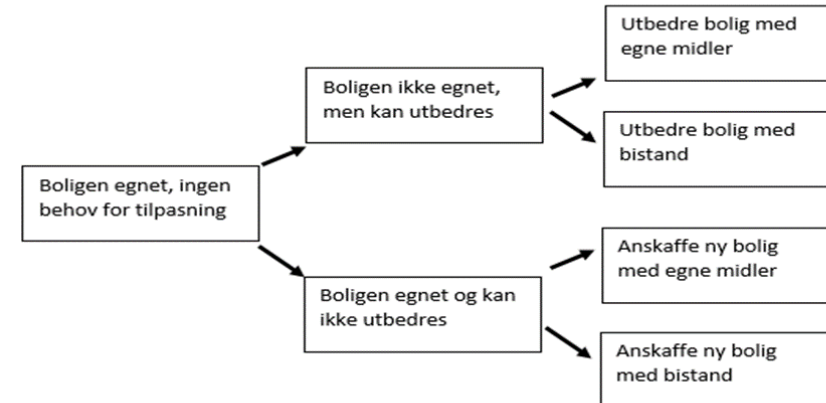 Boligen egnet, ingen
behov for tilpasning
Boligen ikke egnet,
men kan utbedres
Utbedre bolig med
egne midler
Utbedre bolig med
bistand
Boligen egnet og kan
ikke utbedres
Anskaffe ny bolig
med egne midler
Anskaffe ny bolig
med bistand